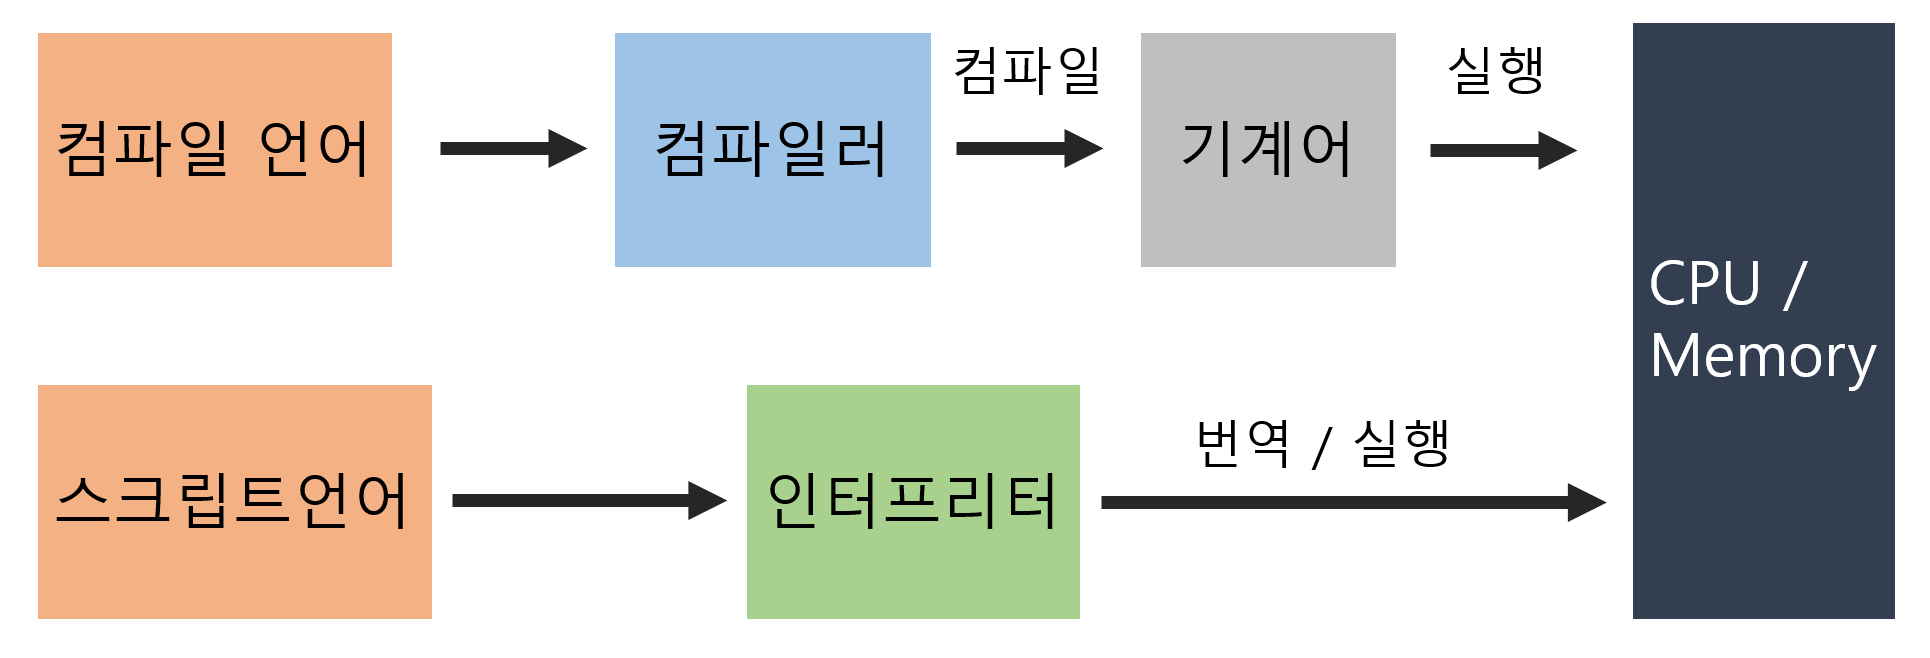 컴파일 언어
컴파일러
컴파일
기계어
실행
CPU /
Memory
스크립트언어
인터프리터
번역 / 실행